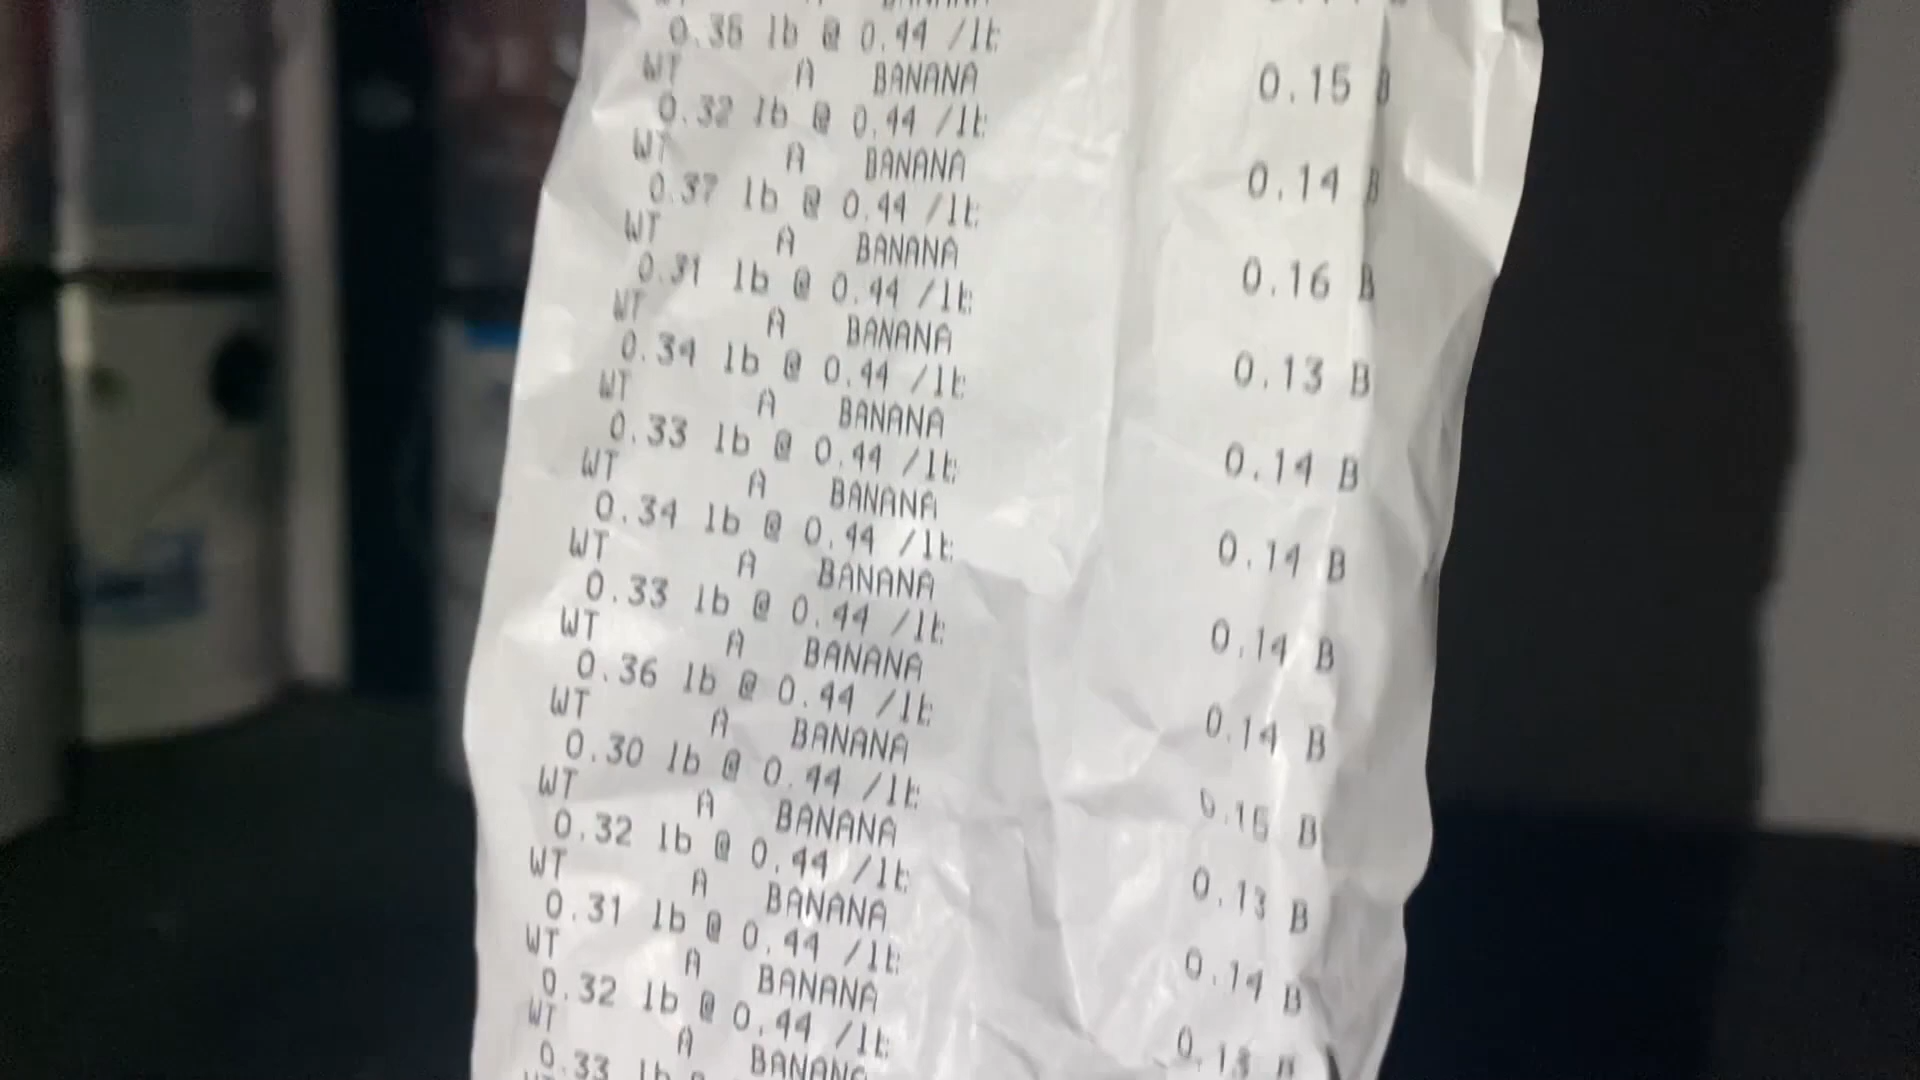 0.35 lb @ 0.44 /lb
WT A BANANA 0.15 B
0.32 lb @ 0.44 /lb
WT A BANANA 0.14 B
0.37 lb @ 0.44 /lb
WT A BANANA 0.16 B
0.31 lb @ 0.44 /lb
WT A BANANA 0.13 B
0.34 lb @ 0.44 /lb
WT A BANANA 0.14 B
0.33 lb @ 0.44 /lb
WT A BANANA 0.14 B
0.34 lb @ 0.44 /lb
WT A BANANA 0.14 B
0.33 lb @ 0.44 /lb
WT A BANANA 0.14 B
0.36 lb @ 0.44 /lb
WT A BANANA 0.16 B
0.30 lb @ 0.44 /lb
WT A BANANA 0.13 B
0.32 lb @ 0.44 /lb
WT A BANANA 0.14 B
0.31 lb @ 0.44 /lb
WT A BANANA 0.13 B
0.32 lb @ 0.44 /lb
WT A BANANA
0.33 lb @